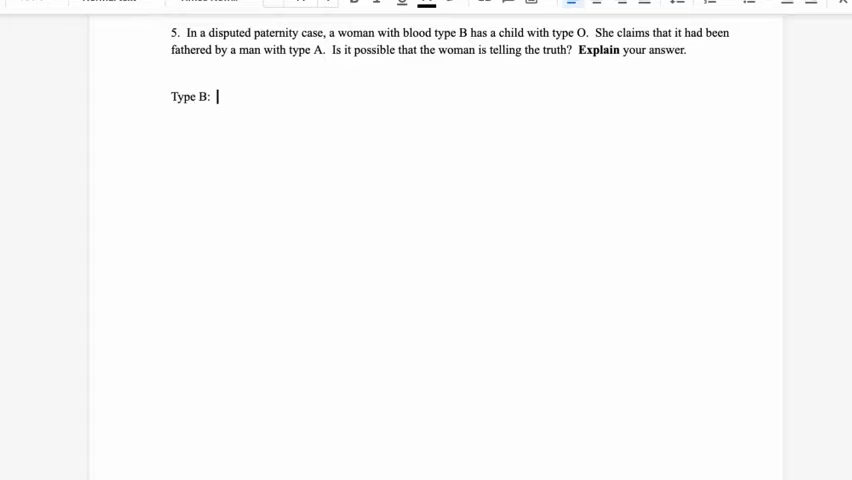 5. In a disputed paternity case, a woman with blood type B has a child with type O. She claims that it had been
fathered by a man with type A. Is it possible that the woman is telling the truth? Explain your answer.
Type B: